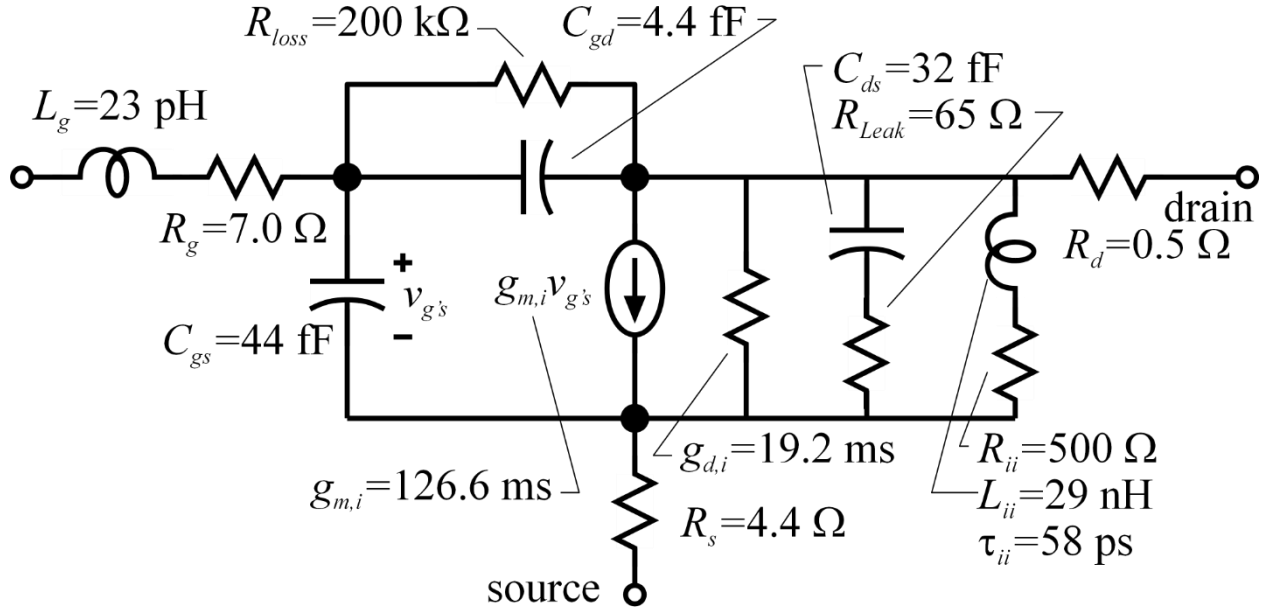 R_loss=200 kΩ
C_gd=4.4 fF
C_ds=32 fF
R_Leak=65 Ω
L_g=23 pH
R_g=7.0 Ω
drain
R_d=0.5 Ω
+
v_g's
−
g_m,i v_g's
C_gs=44 fF
g_d,i=19.2 ms
R_ii=500 Ω
g_m,i=126.6 ms
L_ii=29 nH
R_s=4.4 Ω
τ_ii=58 ps
source